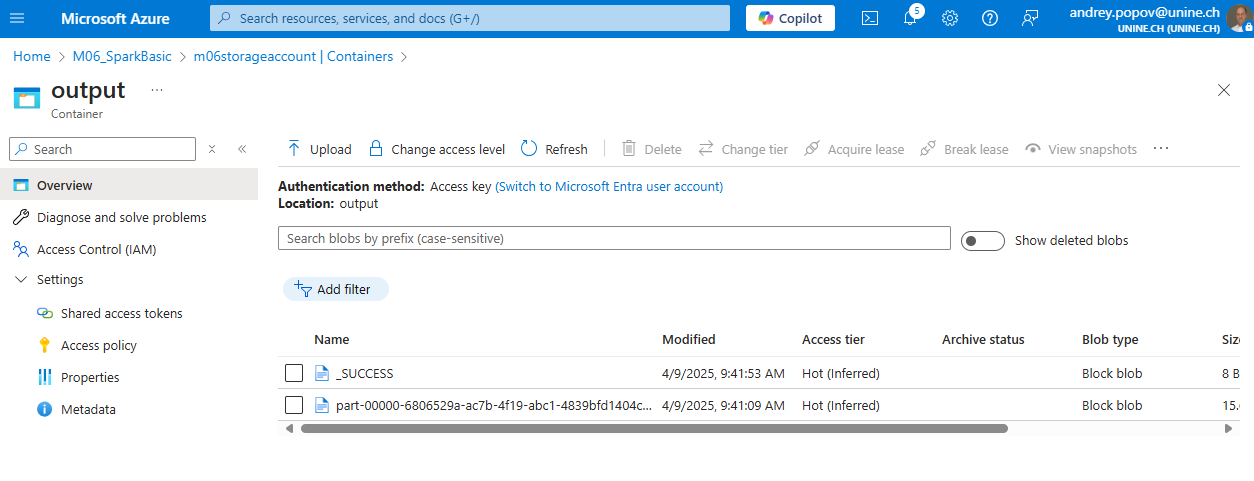 Microsoft Azure
Search resources, services, and docs (G+/)
Copilot
5
andrey.popov@unine.ch
UNINE.CH (UNINE.CH)
Home > M06_SparkBasic > m06storageaccount | Containers >
output ...
Container
Search
Upload Change access level Refresh Delete Change tier Acquire lease Break lease View snapshots ...
Overview
Diagnose and solve problems
Access Control (IAM)
Settings
Shared access tokens
Access policy
Properties
Metadata
Authentication method: Access key (Switch to Microsoft Entra user account)
Location: output
Search blobs by prefix (case-sensitive)
Show deleted blobs
Add filter
Name Modified Access tier Archive status Blob type
_SUCCESS 4/9/2025, 9:41:53 AM Hot (Inferred) Block blob 8 B
part-00000-6806529a-ac7b-4f19-abc1-4839bfd1404c... 4/9/2025, 9:41:09 AM Hot (Inferred) Block blob 15.